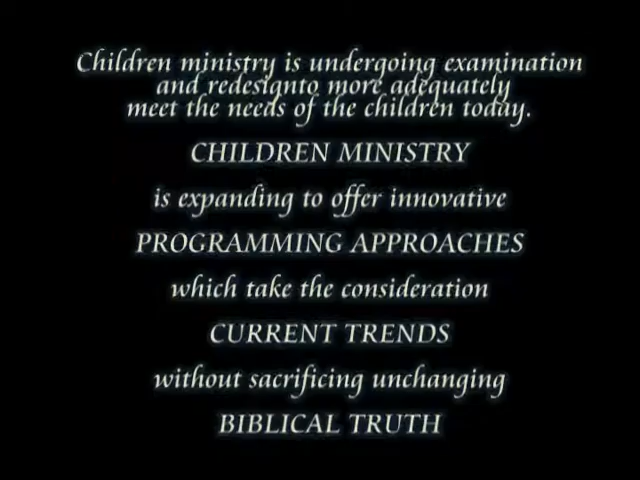 Children ministry is undergoing examination
and redesignto more adequately
meet the needs of the children today.
CHILDREN MINISTRY
is expanding to offer innovative
PROGRAMMING APPROACHES
which take the consideration
CURRENT TRENDS
without sacrificing unchanging
BIBLICAL TRUTH